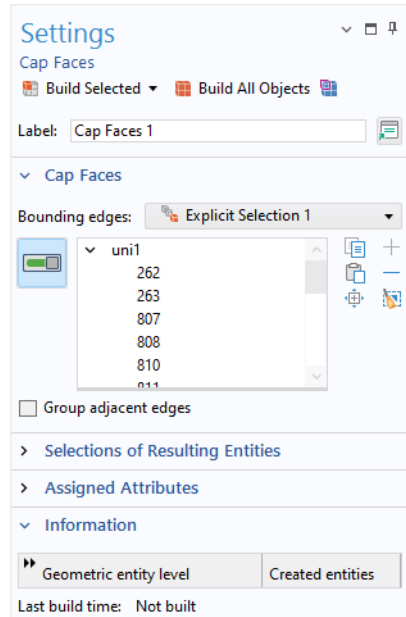 Settings
Cap Faces
Build Selected Build All Objects
Label: Cap Faces 1
Cap Faces
Bounding edges: Explicit Selection 1
uni1
262
263
807
808
810
811
Group adjacent edges
Selections of Resulting Entities
Assigned Attributes
Information
Geometric entity level Created entities
Last build time: Not built